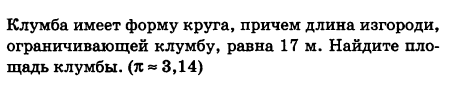 Клумба имеет форму круга, причем длина изгороди,
ограничивающей клумбу, равна 17 м. Найдите пло-
щадь клумбы. (π ≈ 3,14)